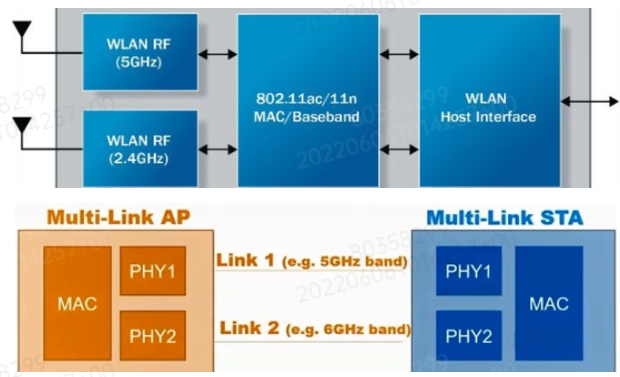 WLAN RF
(5GHz)
802.11ac/11n
MAC/Baseband
WLAN
Host Interface
WLAN RF
(2.4GHz)
Multi-Link AP
Multi-Link STA
Link 1 (e.g. 5GHz band)
PHY1
PHY1
MAC
MAC
Link 2 (e.g. 6GHz band)
PHY2
PHY2